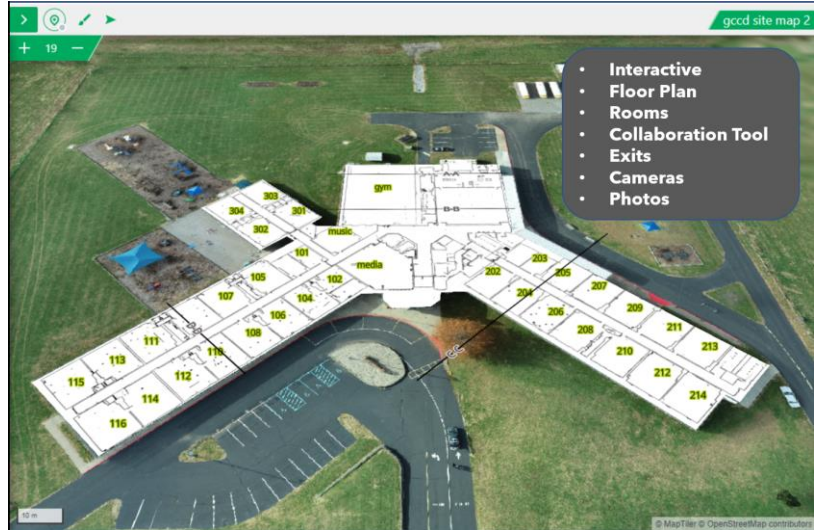 gccd site map 2
19
Interactive
Floor Plan
Rooms
Collaboration Tool
Exits
Cameras
Photos
A-A
gym
B-B
303
304
301
302
music
101
media
105
102
107
104
106
111
108
110
113
115
112
114
116
203
202
205
207
204
209
206
211
208
213
210
212
214
C-C
10 m
© MapTiler © OpenStreetMap contributors